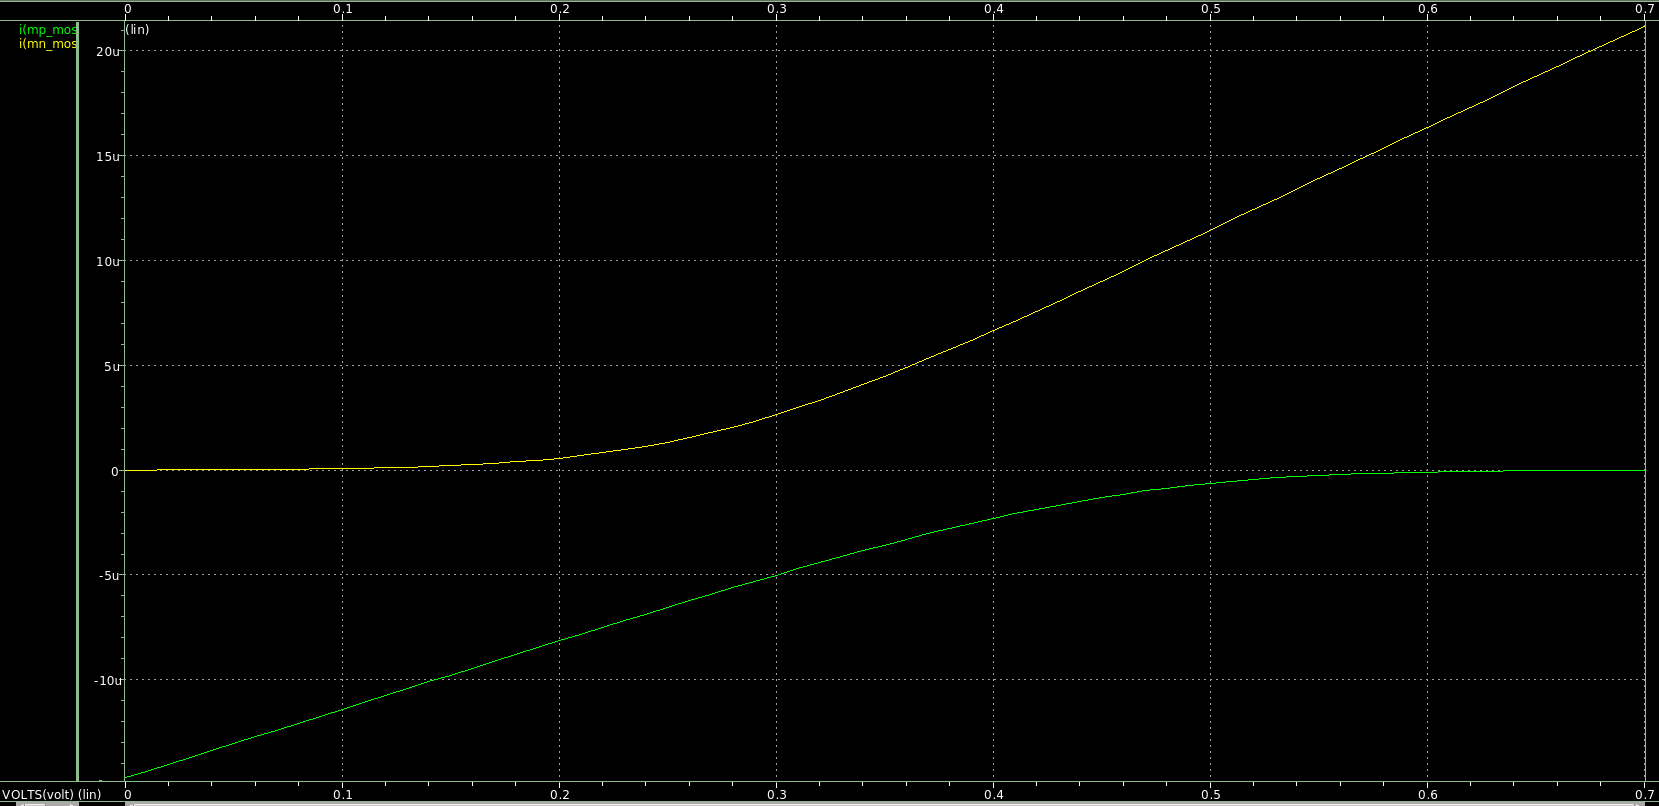 0 0.1 0.2 0.3 0.4 0.5 0.6 0.7
i(mp_mos (lin)
i(mn_mos
20u
15u
10u
5u
0
-5u
-10u
VOLTS(volt) (lin) 0 0.1 0.2 0.3 0.4 0.5 0.6 0.7